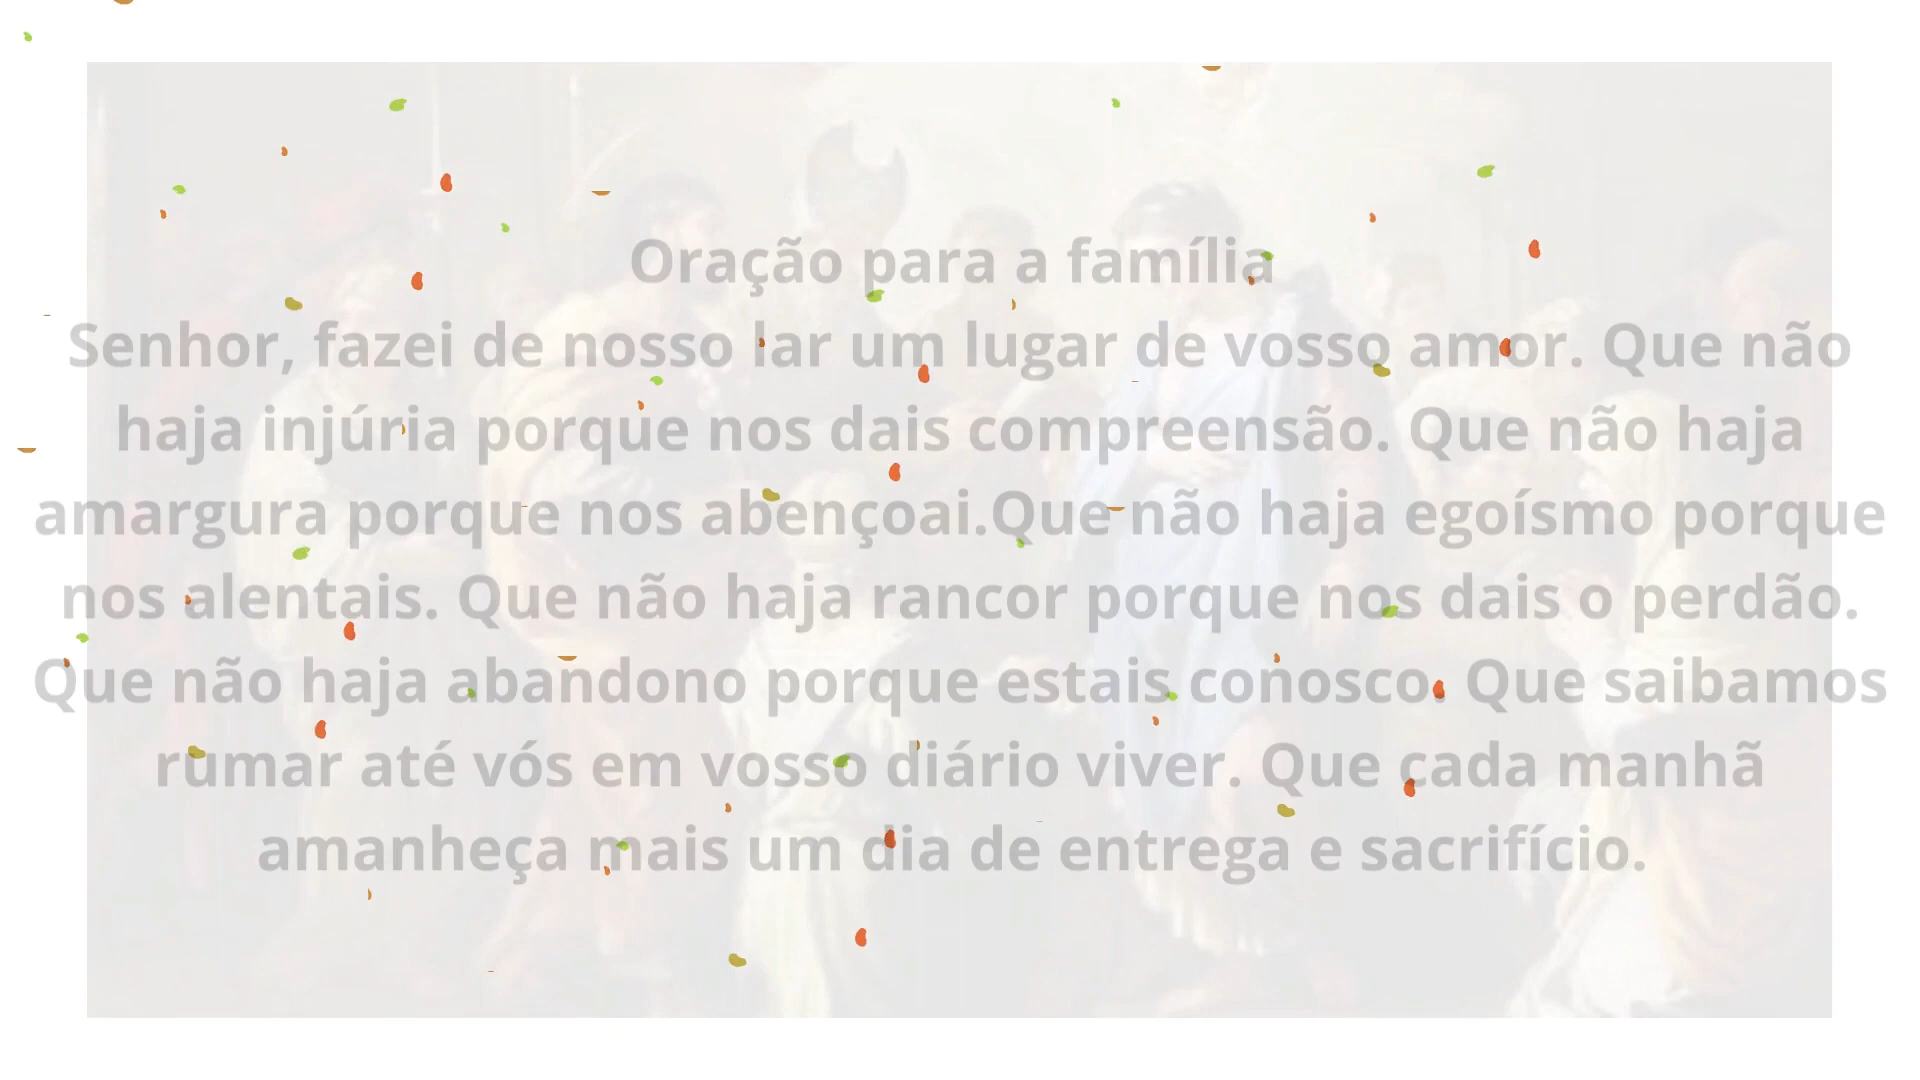 Oração para a família
Senhor, fazei de nosso lar um lugar de vosso amor. Que não
haja injúria porque nos dais compreensão. Que não haja
amargura porque nos abençoai.Que não haja egoísmo porque
nos alentais. Que não haja rancor porque nos dais o perdão.
Que não haja abandono porque estais conosco. Que saibamos
rumar até vós em vosso diário viver. Que cada manhã
amanheça mais um dia de entrega e sacrifício.